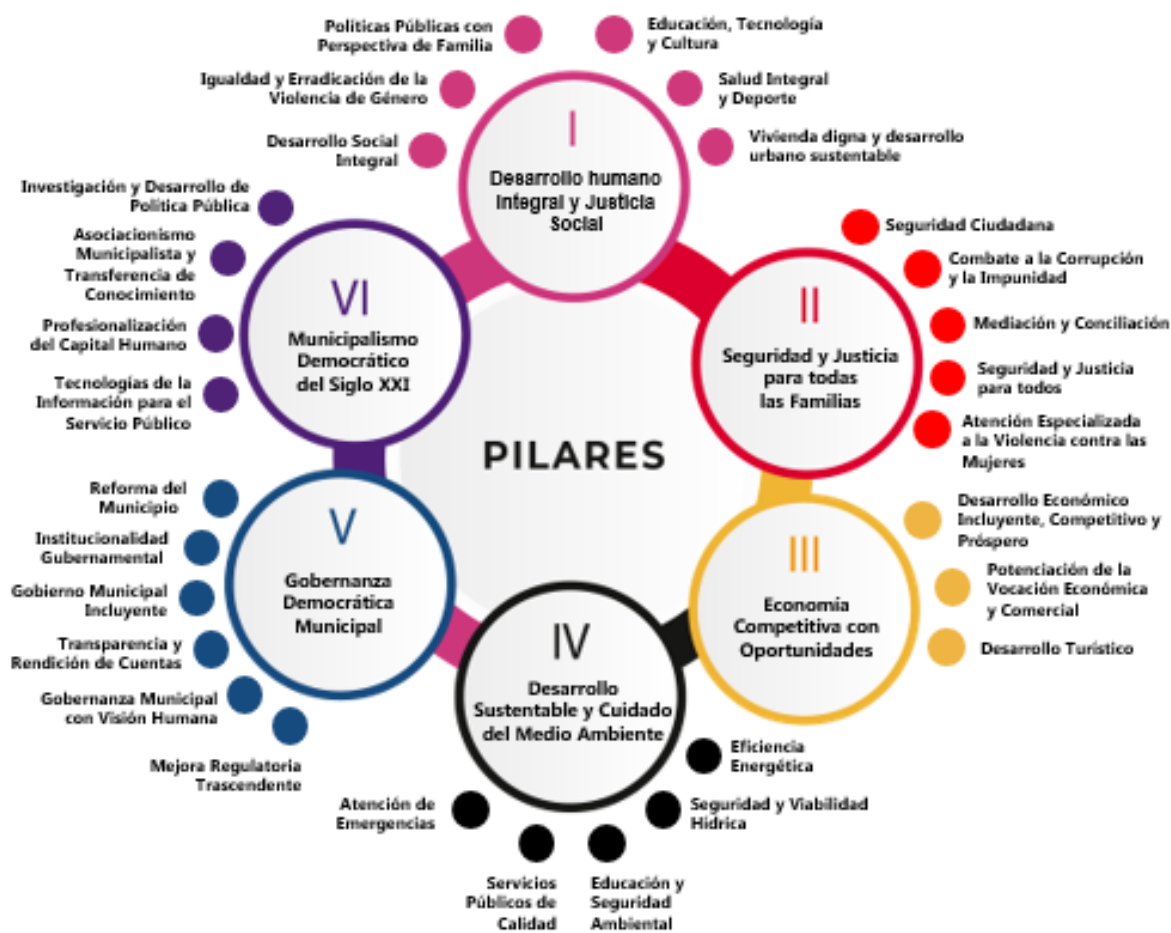 Políticas Públicas con
Perspectiva de Familia
Educación, Tecnología
y Cultura
Igualdad y Erradicación de la
Violencia de Género
Salud Integral
y Deporte
Desarrollo Social
Integral
Vivienda digna y desarrollo
urbano sustentable
I
Desarrollo humano
Integral y Justicia
Social
Seguridad Ciudadana
Combate a la Corrupción
y la Impunidad
Mediación y Conciliación
Seguridad y Justicia
para todos
Atención Especializada
a la Violencia contra las
Mujeres
II
Seguridad y Justicia
para todas
las Familias
Desarrollo Económico
Incluyente, Competitivo y
Próspero
Potenciación de la
Vocación Económica
y Comercial
Desarrollo Turístico
III
Economía
Competitiva con
Oportunidades
IV
Desarrollo
Sustentable y Cuidado
del Medio Ambiente
Eficiencia
Energética
Seguridad y Viabilidad
Hídrica
Educación y
Seguridad
Ambiental
Servicios
Públicos de
Calidad
Atención de
Emergencias
V
Gobernanza
Democrática
Municipal
Reforma del
Municipio
Institucionalidad
Gubernamental
Gobierno Municipal
Incluyente
Transparencia y
Rendición de Cuentas
Gobernanza Municipal
con Visión Humana
Mejora Regulatoria
Trascendente
VI
Municipalismo
Democrático
del Siglo XXI
Investigación y Desarrollo de
Política Pública
Asociacionismo
Municipalista y
Transferencia de
Conocimiento
Profesionalización
del Capital Humano
Tecnologías de la
Información para el
Servicio Público
PILARES